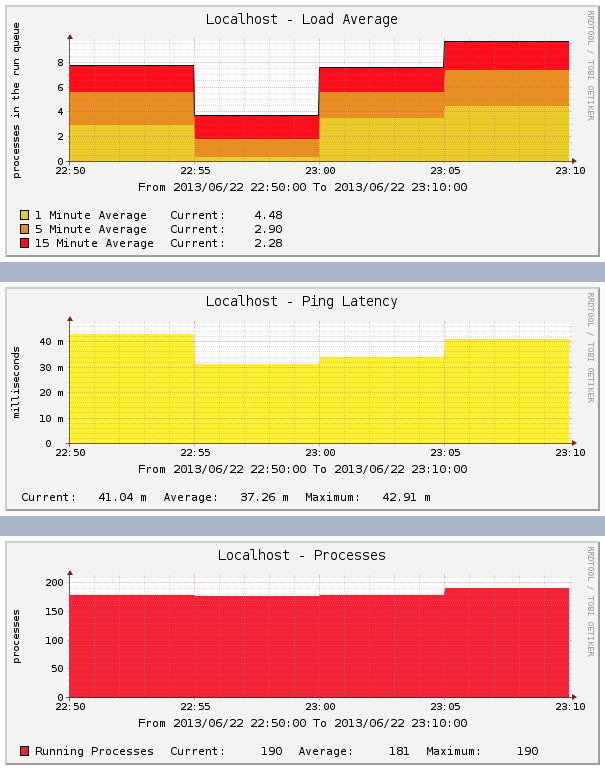 Localhost - Load Average
RRDTOOL / TOBI OETIKER
processes in the run queue
8
6
4
2
0
22:50 22:55 23:00 23:05 23:10
From 2013/06/22 22:50:00 To 2013/06/22 23:10:00
1 Minute Average Current: 4.48
5 Minute Average Current: 2.90
15 Minute Average Current: 2.28
Localhost - Ping Latency
RRDTOOL / TOBI OETIKER
milliseconds
40 m
30 m
20 m
10 m
0
22:50 22:55 23:00 23:05 23:10
From 2013/06/22 22:50:00 To 2013/06/22 23:10:00
Current: 41.04 m Average: 37.26 m Maximum: 42.91 m
Localhost - Processes
RRDTOOL / TOBI OETIKER
processes
200
150
100
50
0
22:50 22:55 23:00 23:05 23:10
From 2013/06/22 22:50:00 To 2013/06/22 23:10:00
Running Processes Current: 190 Average: 181 Maximum: 190